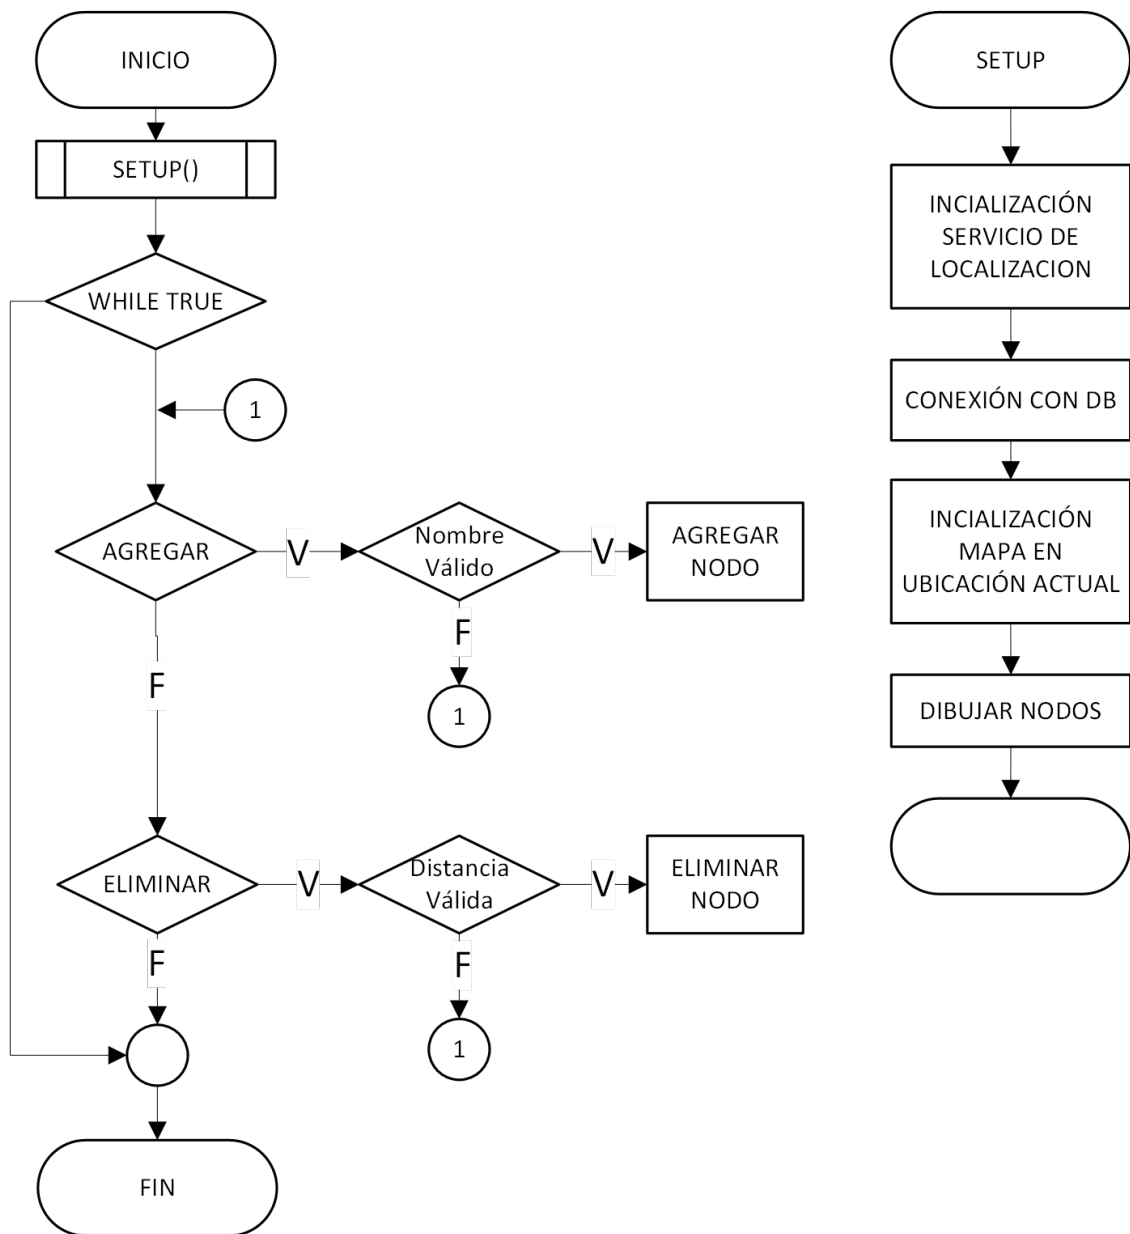 INICIO
SETUP()
WHILE TRUE
1
AGREGAR
V
Nombre
Válido
V
AGREGAR
NODO
F
1
F
ELIMINAR
V
Distancia
Válida
V
ELIMINAR
NODO
F
1
F
FIN
SETUP
INCIALIZACIÓN
SERVICIO DE
LOCALIZACION
CONEXIÓN CON DB
INCIALIZACIÓN
MAPA EN
UBICACIÓN ACTUAL
DIBUJAR NODOS